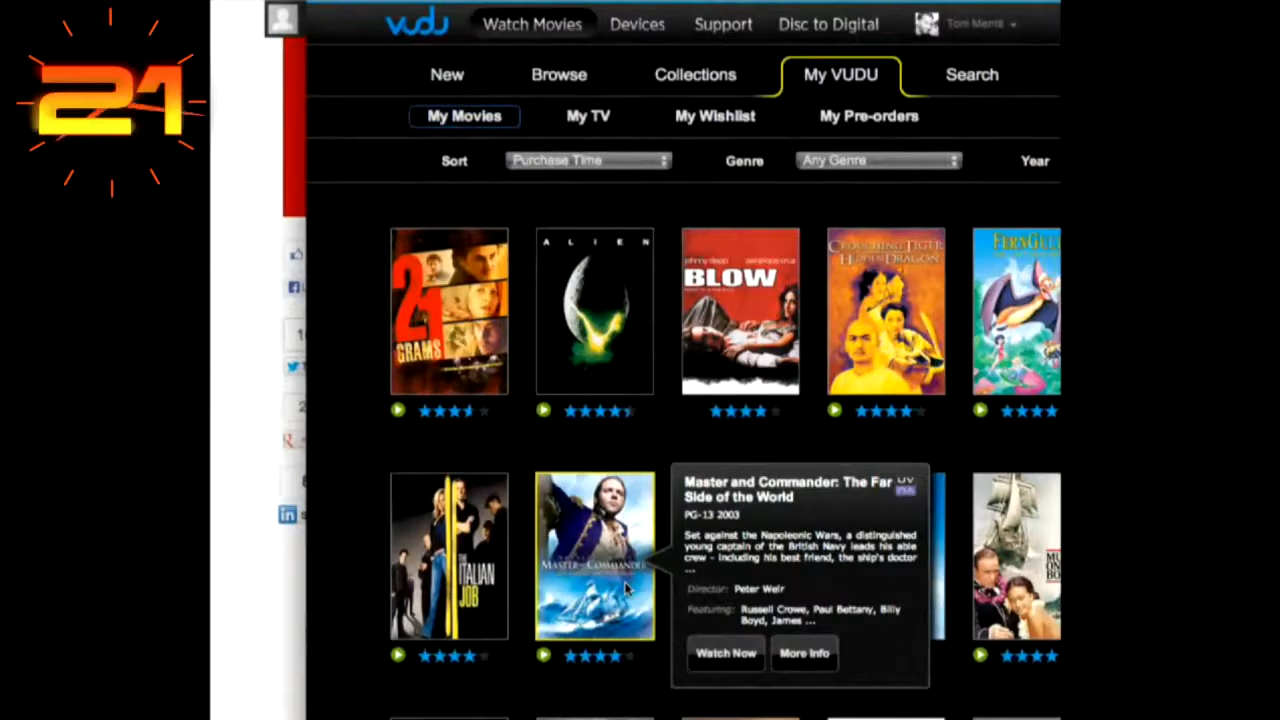 21
vudu
Watch Movies Devices Support Disc to Digital Tom Merritt
New Browse Collections My VUDU Search
My Movies My TV My Wishlist My Pre-orders
Sort Purchase Time Genre Any Genre Year
21
GRAMS
A L I E N
BLOW
CROUCHING TIGER
HIDDEN DRAGON
THE
ITALIAN
JOB
MASTER COMMANDER
Master and Commander: The Far
Side of the World
UV
PG-13 2003
Set against the Napoleonic Wars, a distinguished
young captain of the British Navy leads his able
crew - including his best friend, the ship's doctor
...
Director: Peter Weir
Featuring: Russell Crowe, Paul Bettany, Billy
Boyd, James ...
Watch Now More Info
in